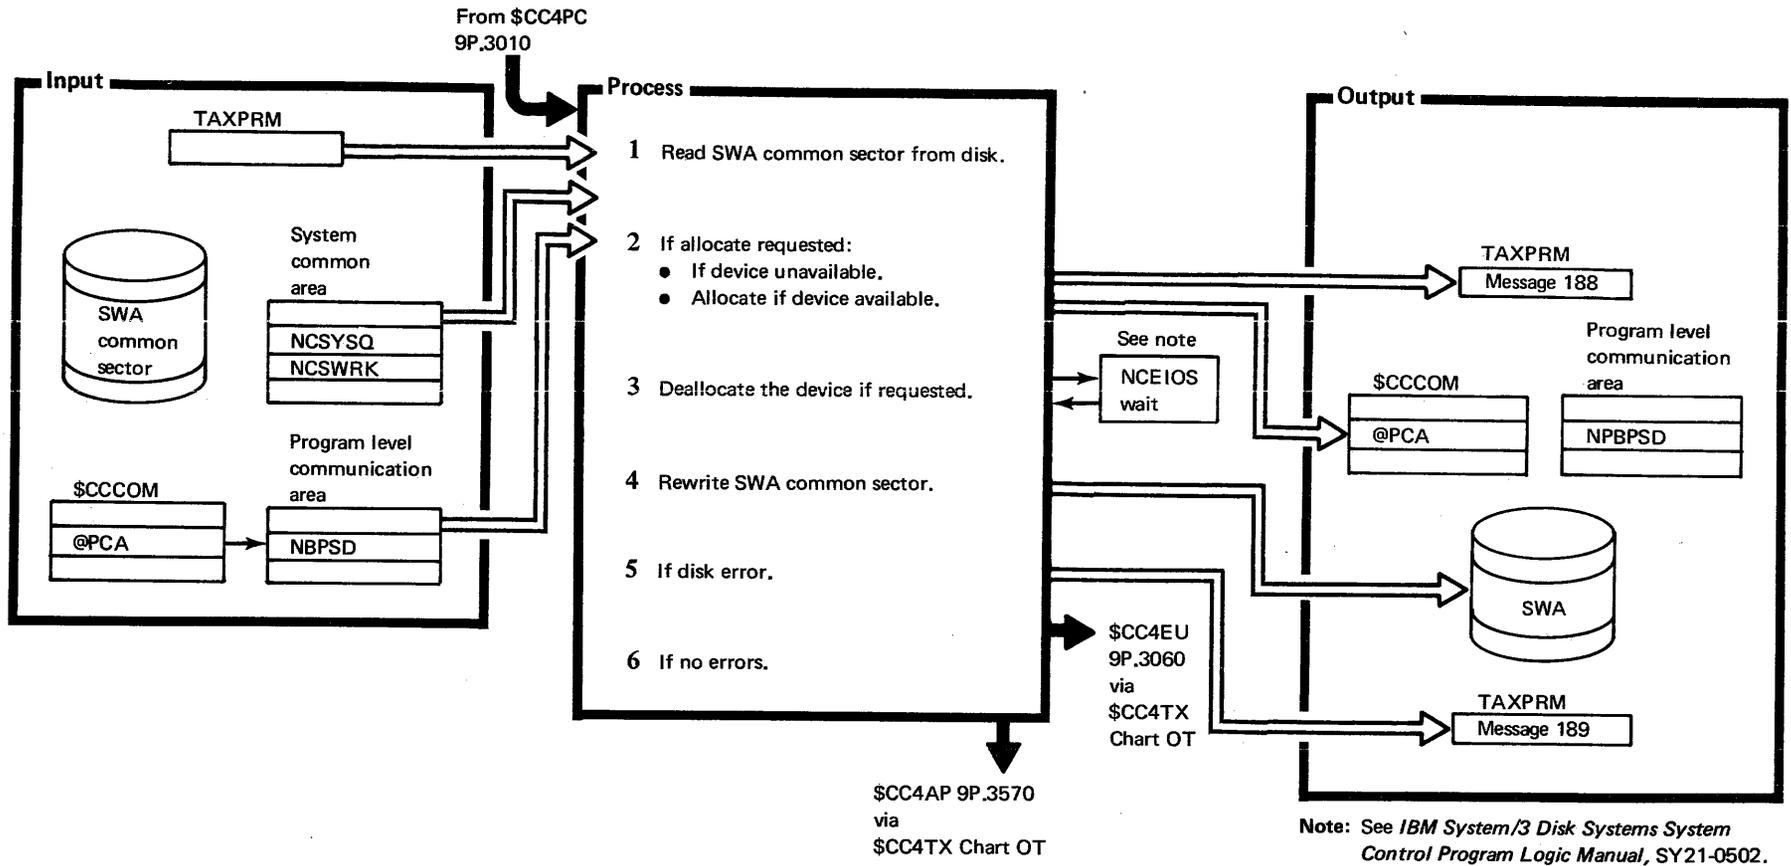 From $CC4PC
9P.3010
Input
TAXPRM
SWA
common
sector
System
common
area
NCSYSQ
NCSWRK
Program level
communication
area
$CCCOM
@PCA
NBPSD
Process
1 Read SWA common sector from disk.
2 If allocate requested:
● If device unavailable.
● Allocate if device available.
3 Deallocate the device if requested.
4 Rewrite SWA common sector.
5 If disk error.
6 If no errors.
See note
NCEIOS
wait
$CC4EU
9P.3060
via
$CC4TX
Chart OT
$CC4AP 9P.3570
via
$CC4TX Chart OT
Output
TAXPRM
Message 188
Program level
communication
area
$CCCOM
@PCA
NPBPSD
SWA
TAXPRM
Message 189
Note: See IBM System/3 Disk Systems System
Control Program Logic Manual, SY21-0502.